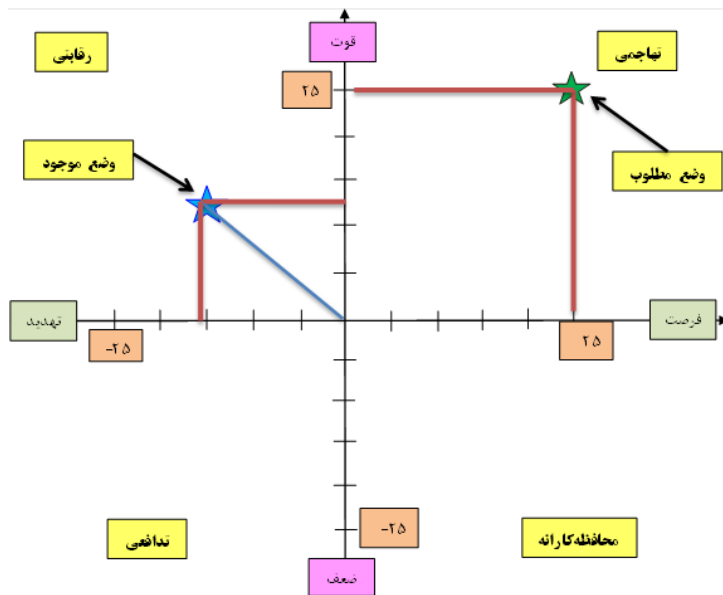 قوت
تهاجمی
رقابتی
۲۵
وضع موجود
وضع مطلوب
فرصت
تهدید
۲۵
-۲۵
-۲۵
محافظه‌کارانه
تدافعی
ضعف